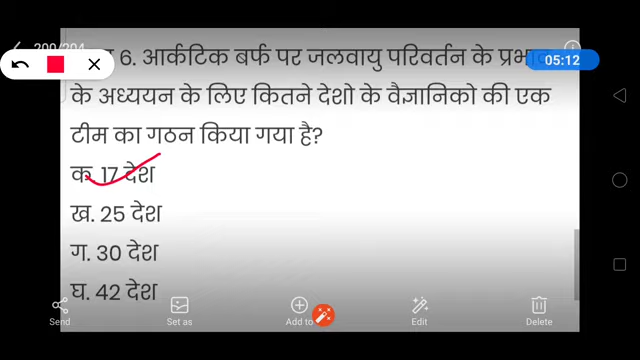 200/204
05:12
6. आर्कटिक बर्फ पर जलवायु परिवर्तन के
के अध्ययन के लिए कितने देशो के वैज्ञानिको की एक
टीम का गठन किया गया है?
क. 17 देश
ख. 25 देश
ग. 30 देश
घ. 42 देश
Send
Set as
Add to
Edit
Delete